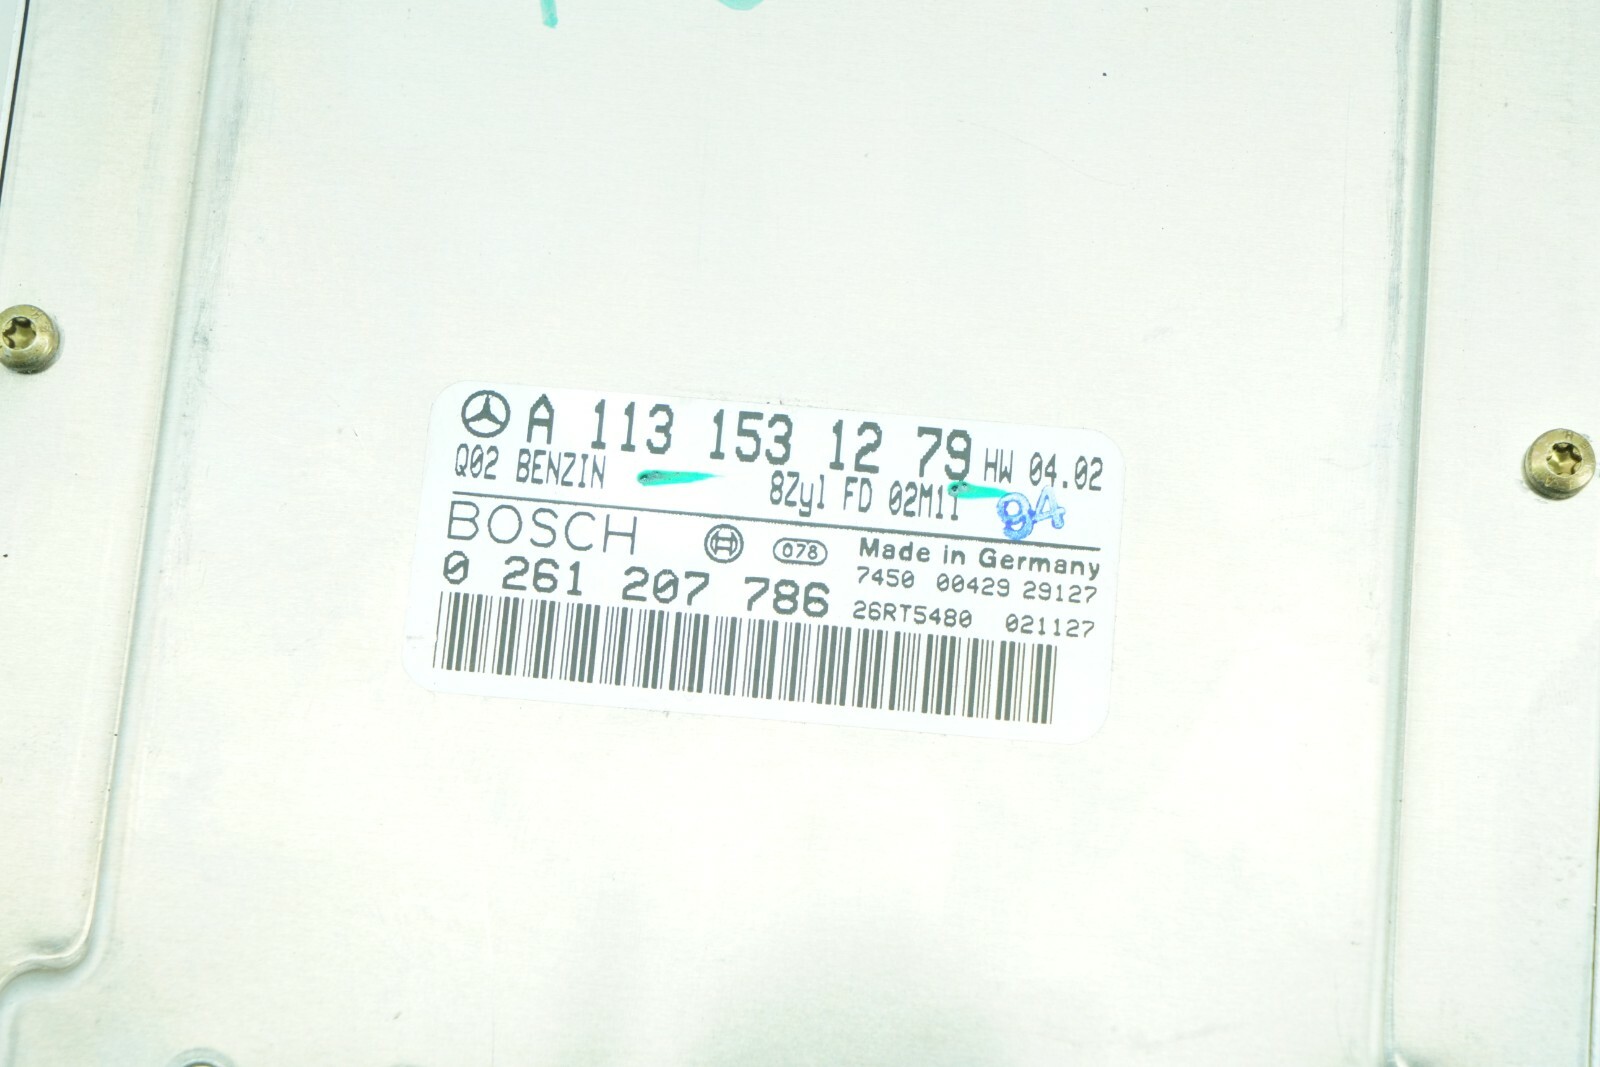 A 113 153 12 79 HW 04.02
Q02 BENZIN 8Zyl FD 02M11
94
BOSCH 078 Made in Germany
7450 00429 29127
0 261 207 786 26RT5480 021127